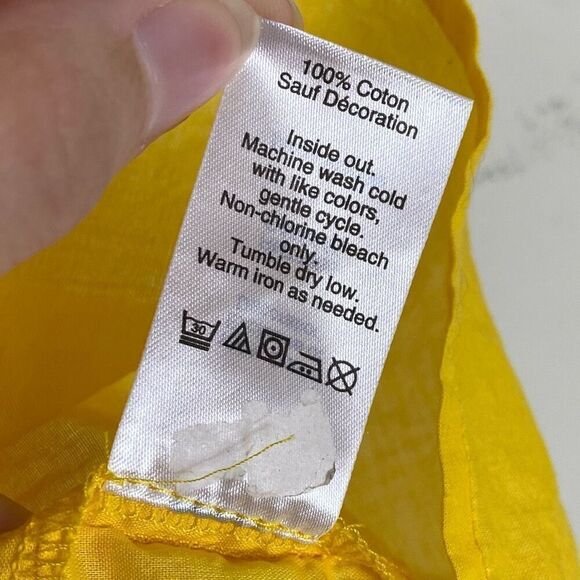 100% Coton
Sauf Décoration
Inside out.
Machine wash cold
with like colors,
gentle cycle.
Non-chlorine bleach
only.
Tumble dry low.
Warm iron as needed.
30